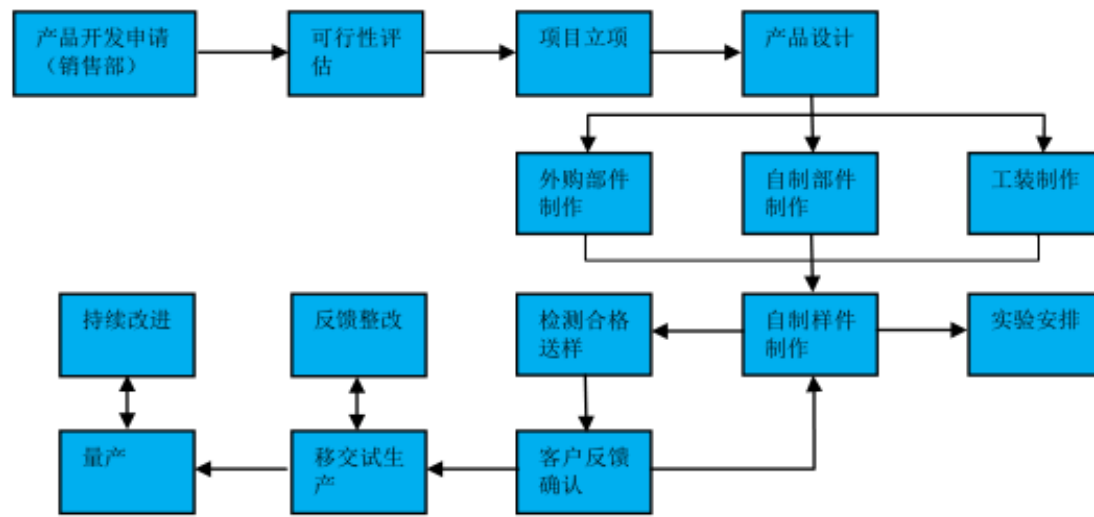 产品开发申请
（销售部）
可行性评
估
项目立项
产品设计
外购部件
制作
自制部件
制作
工装制作
持续改进
反馈整改
检测合格
送样
自制样件
制作
实验安排
量产
移交试生
产
客户反馈
确认